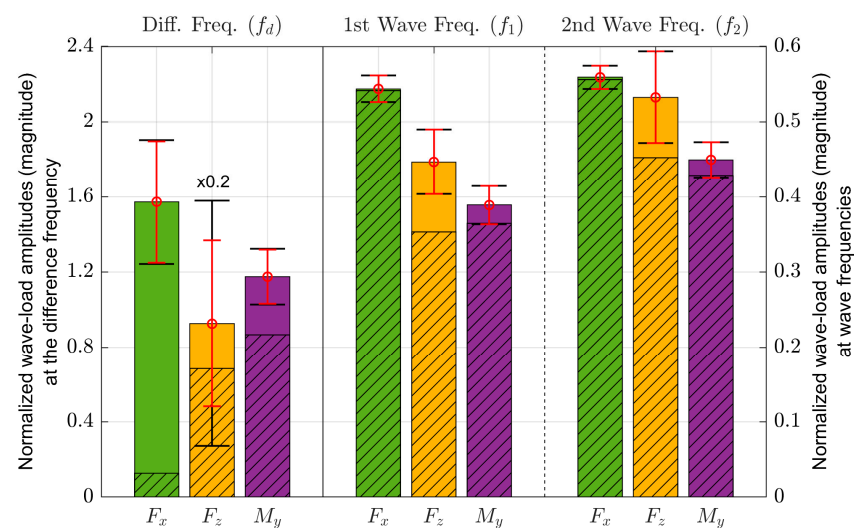 Diff. Freq. (f_d) 1st Wave Freq. (f_1) 2nd Wave Freq. (f_2)
Normalized wave-load amplitudes (magnitude)
at the difference frequency
2.4
2
1.6
1.2
0.8
0.4
0
x0.2
0.6
0.5
0.4
0.3
0.2
0.1
0
Normalized wave-load amplitudes (magnitude)
at wave frequencies
F_x F_z M_y F_x F_z M_y F_x F_z M_y